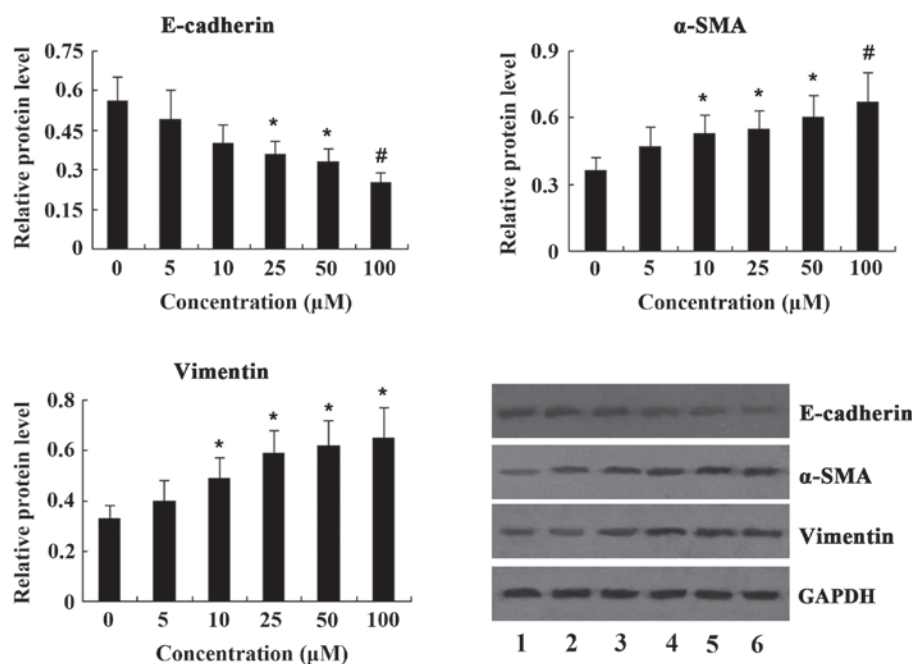 E-cadherin
Relative protein level
0.75
0.6
0.45
0.3
0.15
0
0 5 10 25 50 100
* * #
Concentration (μM)
α-SMA
Relative protein level
0.9
0.6
0.3
0
0 5 10 25 50 100
* * * #
Concentration (μM)
Vimentin
Relative protein level
0.8
0.6
0.4
0.2
0
0 5 10 25 50 100
* * * *
Concentration (μM)
E-cadherin
α-SMA
Vimentin
GAPDH
1 2 3 4 5 6